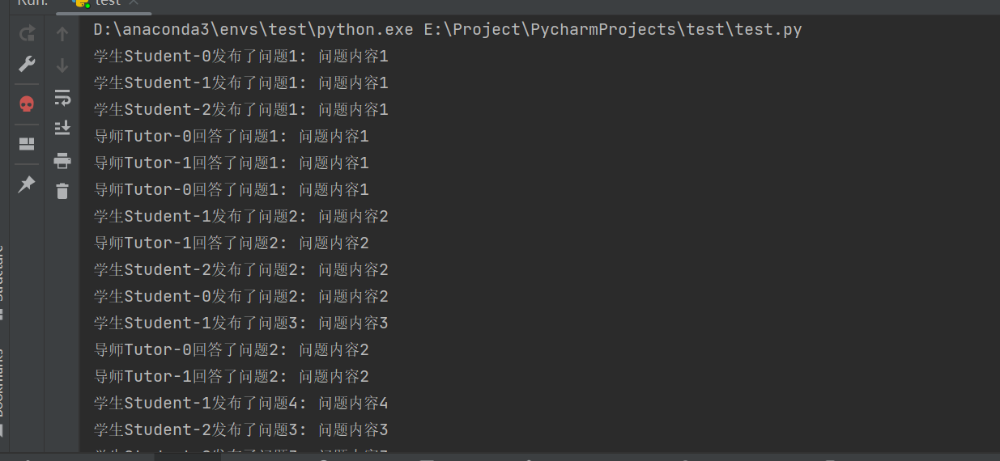 Run:
test
D:\anaconda3\envs\test\python.exe E:\Project\PycharmProjects\test\test.py
学生Student-0发布了问题1: 问题内容1
学生Student-1发布了问题1: 问题内容1
学生Student-2发布了问题1: 问题内容1
导师Tutor-0回答了问题1: 问题内容1
导师Tutor-1回答了问题1: 问题内容1
导师Tutor-0回答了问题1: 问题内容1
学生Student-1发布了问题2: 问题内容2
导师Tutor-1回答了问题2: 问题内容2
学生Student-2发布了问题2: 问题内容2
学生Student-0发布了问题2: 问题内容2
学生Student-1发布了问题3: 问题内容3
导师Tutor-0回答了问题2: 问题内容2
导师Tutor-1回答了问题2: 问题内容2
学生Student-1发布了问题4: 问题内容4
学生Student-2发布了问题3: 问题内容3